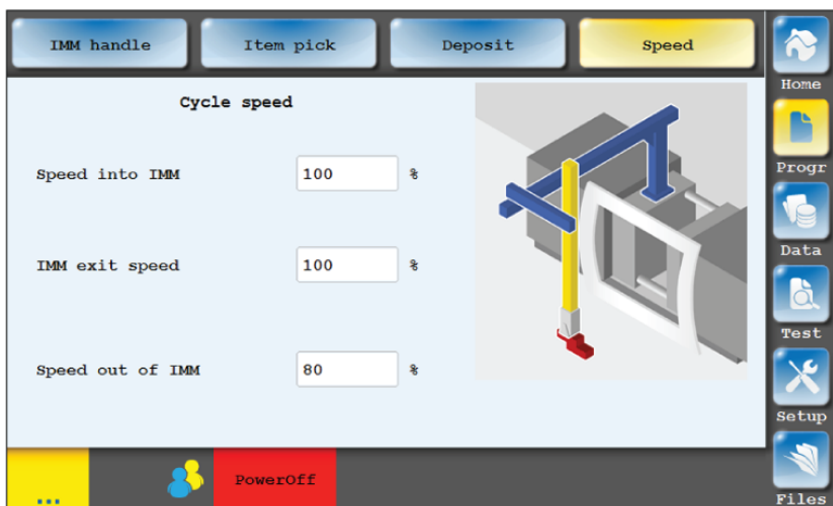 IMM handle
Item pick
Deposit
Speed
Home
Cycle speed
Speed into IMM 100 %
IMM exit speed 100 %
Speed out of IMM 80 %
Progr
Data
Test
Setup
Files
...
PowerOff